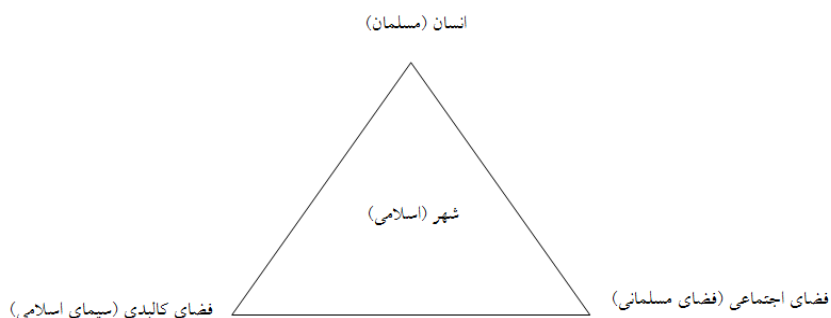 انسان (مسلمان)
شهر (اسلامی)
فضای اجتماعی (فضای مسلمانی)
فضای کالبدی (سیمای اسلامی)